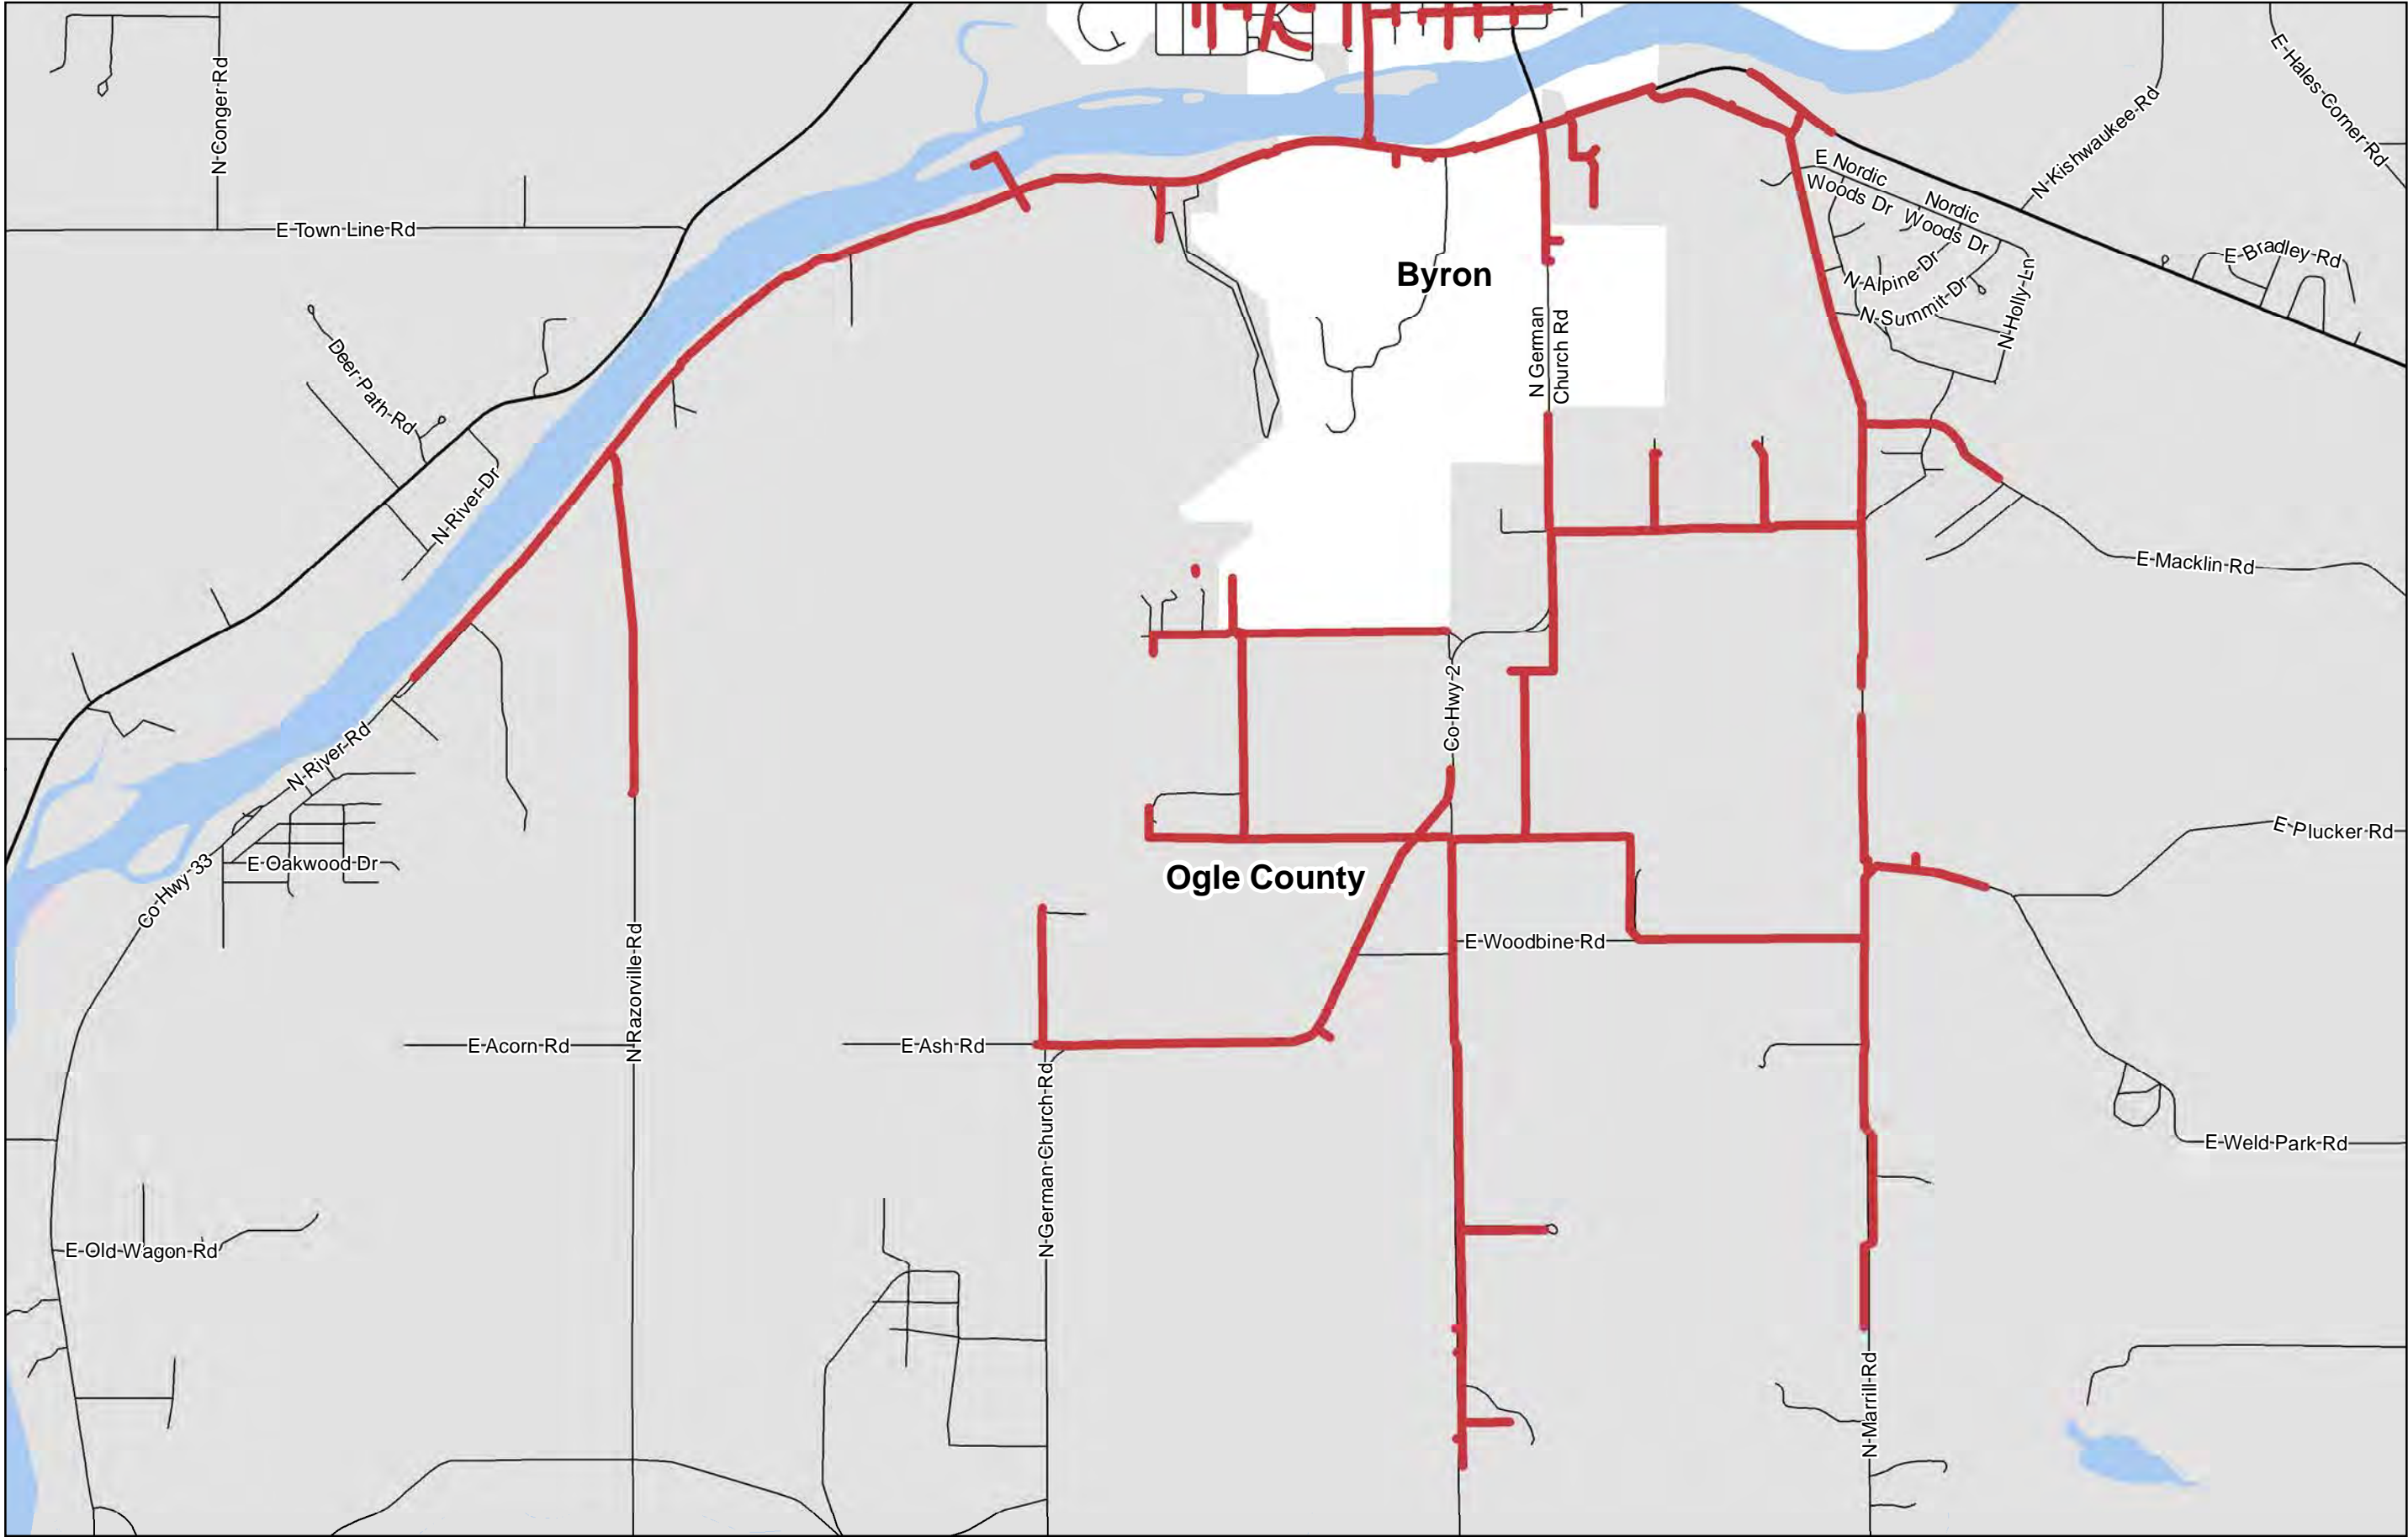 N-Conger-Rd
E-Town-Line-Rd
N-Kishwaukee-Rd
E-Hales-Corner-Rd
E Nordic
Woods Dr
Nordic
Woods Dr
E-Bradley-Rd
N-Alpine-Dr
N-Summit-Dr
N-Holly-Ln
Byron
N German
Church Rd
Deer-Path-Rd
N-River-Dr
E-Macklin-Rd
Co-Hwy-2
N-River-Rd
E-Oakwood-Dr
Co-Hwy-33
E-Plucker-Rd
Ogle County
E-Woodbine-Rd
N-Razorville-Rd
E-Acorn-Rd
E-Ash-Rd
N-German-Church-Rd
E-Weld-Park-Rd
E-Old-Wagon-Rd
N-Marrill-Rd